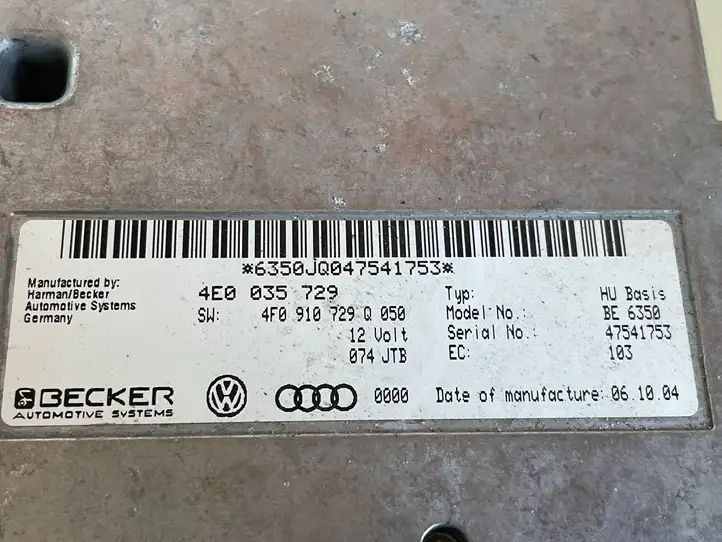 *6350JQ047541753*
Manufactured by:
Harman/Becker
Automotive Systems
Germany
4E0 035 729
SW: 4F0 910 729 Q 050
12 Volt
074 JTB
Typ: HU Basis
Model No.: BE 6350
Serial No.: 47541753
EC: 103
BECKER
AUTOMOTIVE SYSTEMS
VW
0000
Date of manufacture: 06.10.04